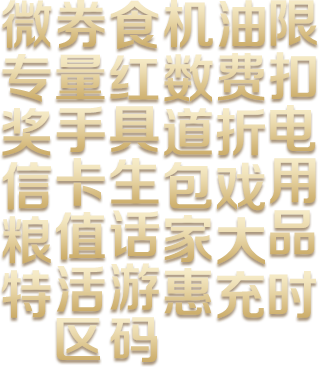 微券食机油限
专量红数费扣
奖手具道折电
信卡生包戏用
粮值话家大品
特活游惠充时
区码